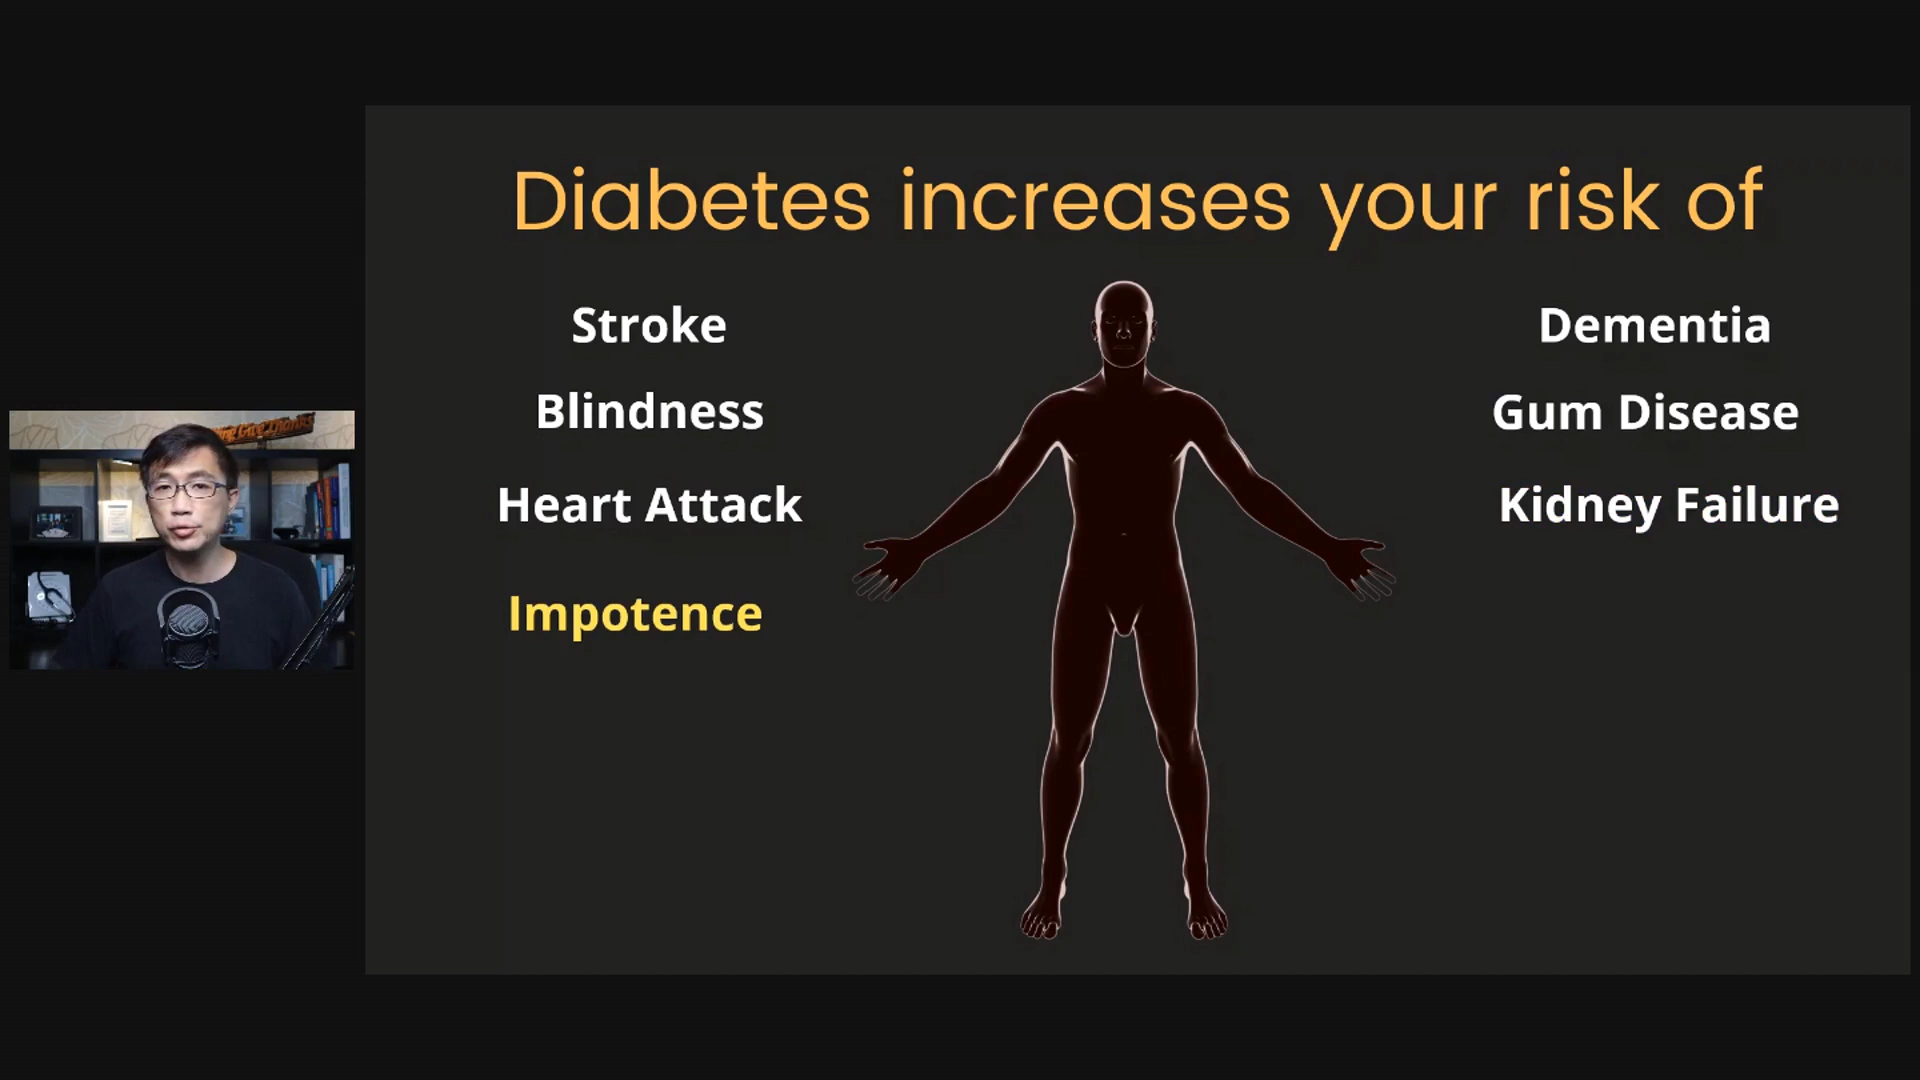 Diabetes increases your risk of
Stroke
Blindness
Heart Attack
Impotence
Dementia
Gum Disease
Kidney Failure